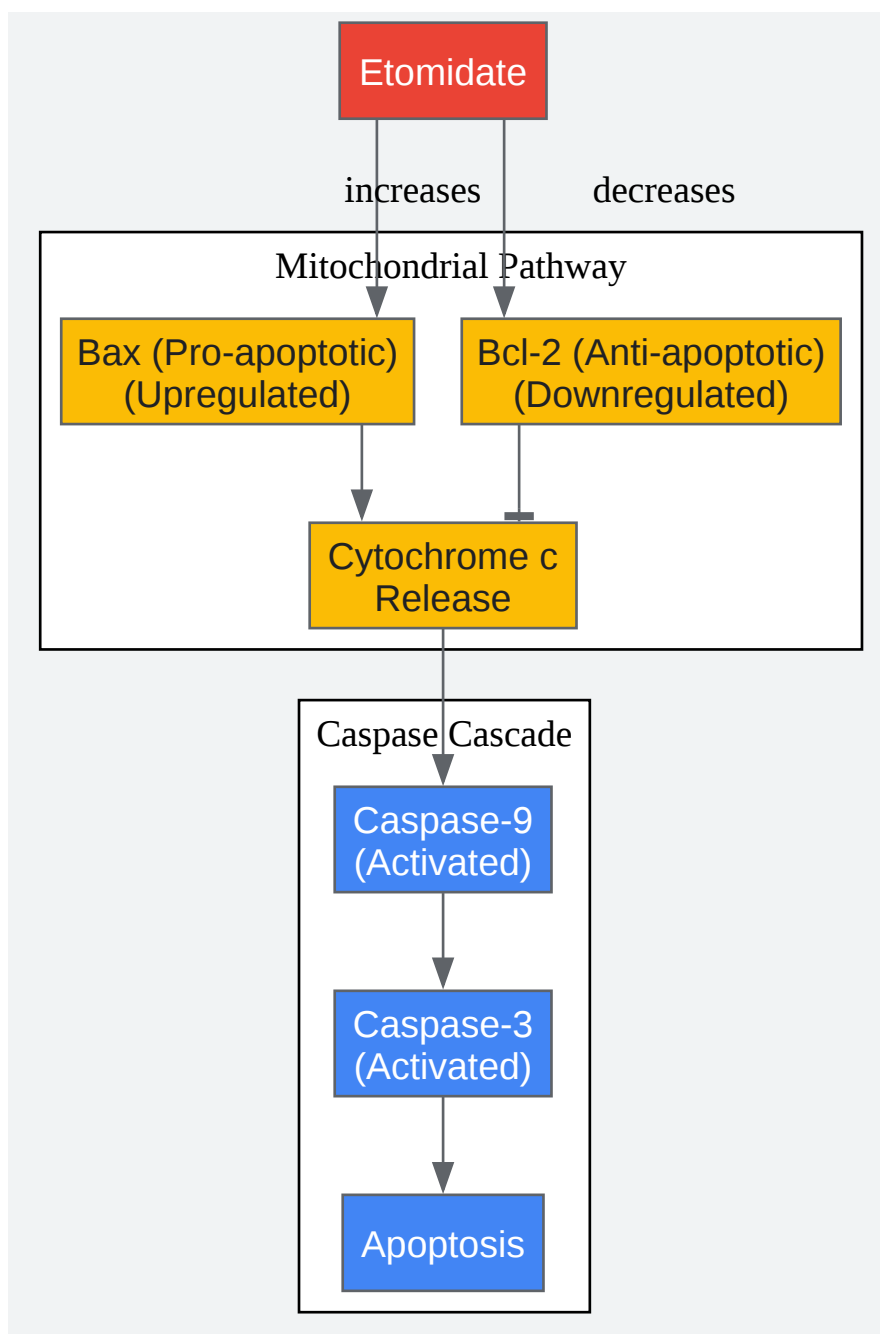 Etomidate
increases
decreases
Mitochondrial Pathway
Bax (Pro-apoptotic)
(Upregulated)
Bcl-2 (Anti-apoptotic)
(Downregulated)
Cytochrome c
Release
Caspase Cascade
Caspase-9
(Activated)
Caspase-3
(Activated)
Apoptosis